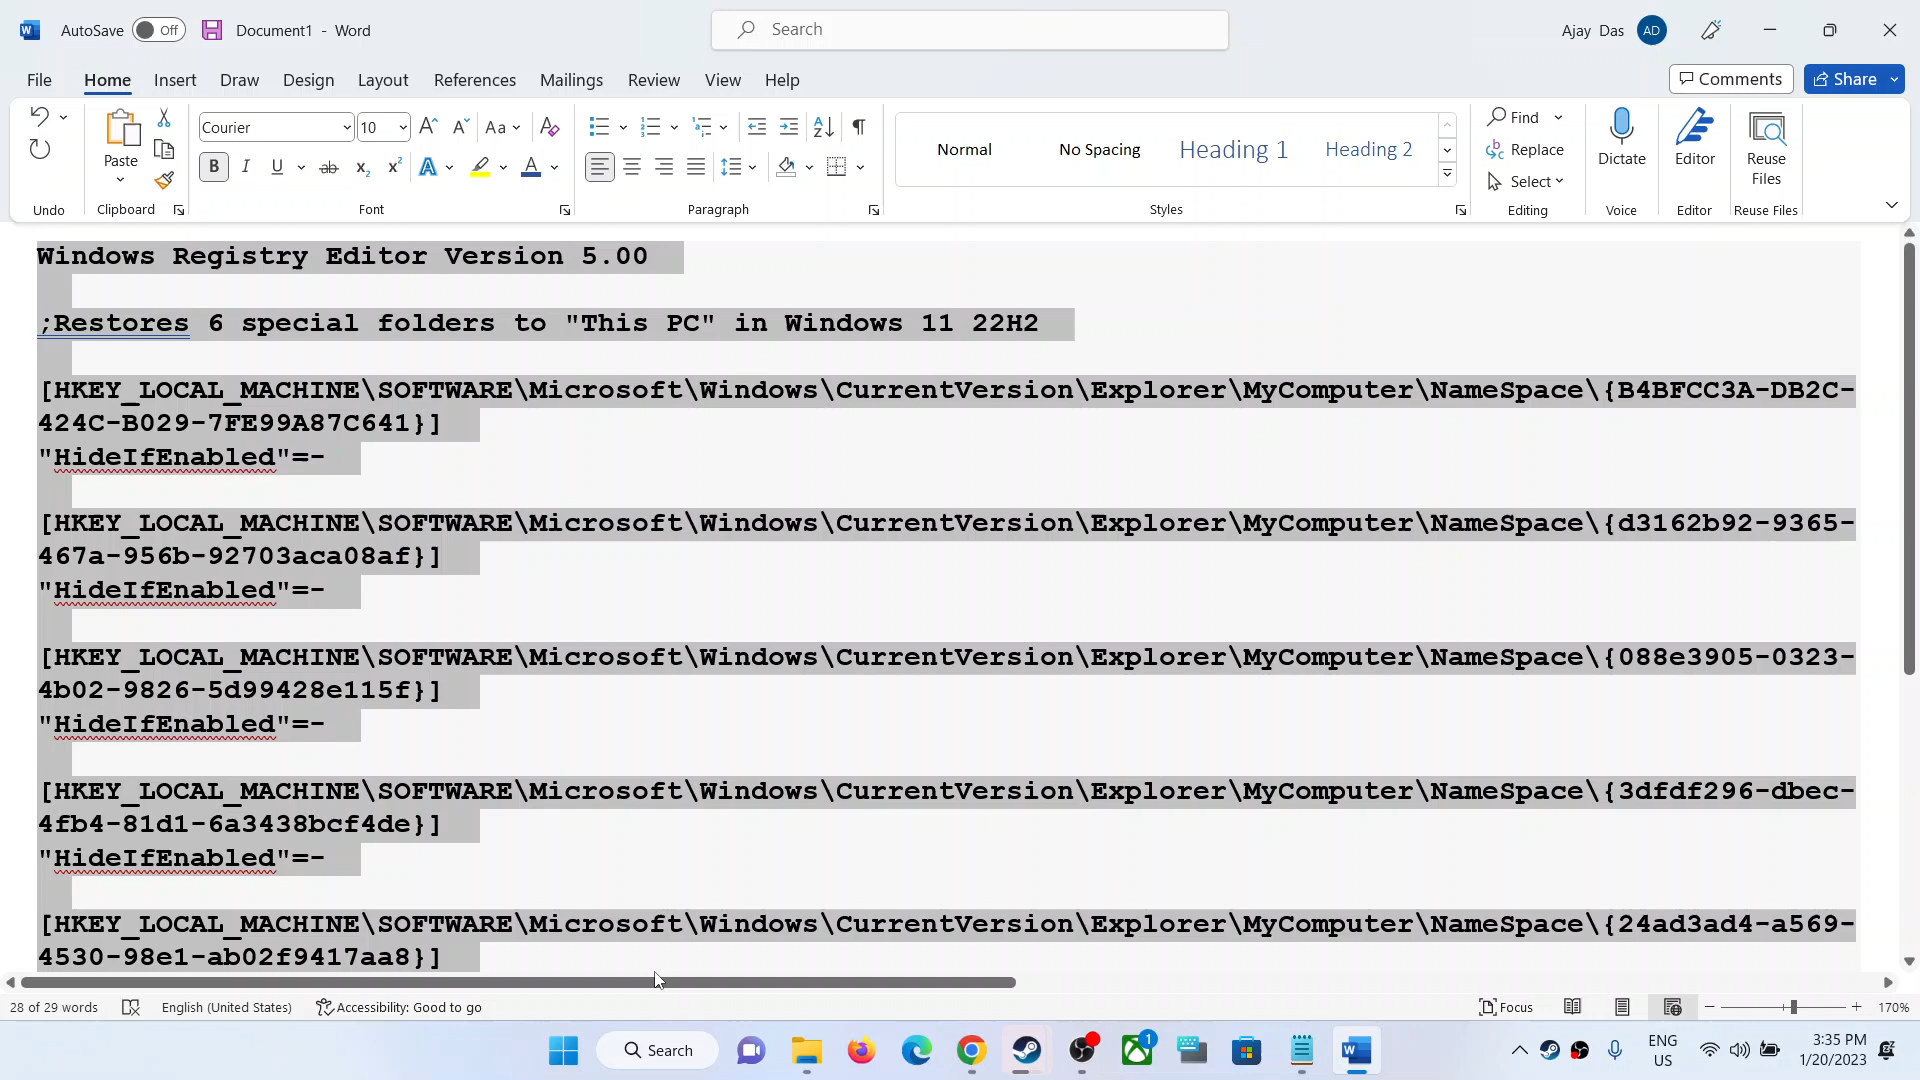 AutoSave Off Document1 - Word Search Ajay Das AD
File Home Insert Draw Design Layout References Mailings Review View Help Comments Share
Courier 10 Aa Normal No Spacing Heading 1 Heading 2 Find
Paste B I U ab x₂ x² A A Replace Dictate Editor Reuse Files
Select
Undo Clipboard Font Paragraph Styles Editing Voice Editor Reuse Files
Windows Registry Editor Version 5.00
;Restores 6 special folders to "This PC" in Windows 11 22H2
[HKEY_LOCAL_MACHINE\SOFTWARE\Microsoft\Windows\CurrentVersion\Explorer\MyComputer\NameSpace\{B4BFCC3A-DB2C-
424C-B029-7FE99A87C641}]
"HideIfEnabled"=-
[HKEY_LOCAL_MACHINE\SOFTWARE\Microsoft\Windows\CurrentVersion\Explorer\MyComputer\NameSpace\{d3162b92-9365-
467a-956b-92703aca08af}]
"HideIfEnabled"=-
[HKEY_LOCAL_MACHINE\SOFTWARE\Microsoft\Windows\CurrentVersion\Explorer\MyComputer\NameSpace\{088e3905-0323-
4b02-9826-5d99428e115f}]
"HideIfEnabled"=-
[HKEY_LOCAL_MACHINE\SOFTWARE\Microsoft\Windows\CurrentVersion\Explorer\MyComputer\NameSpace\{3dfdf296-dbec-
4fb4-81d1-6a3438bcf4de}]
"HideIfEnabled"=-
[HKEY_LOCAL_MACHINE\SOFTWARE\Microsoft\Windows\CurrentVersion\Explorer\MyComputer\NameSpace\{24ad3ad4-a569-
4530-98e1-ab02f9417aa8}]
28 of 29 words English (United States) Accessibility: Good to go Focus 170%
Search 1 ENG US 3:35 PM
1/20/2023